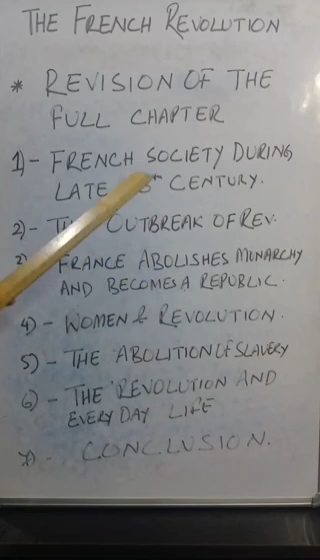 THE FRENCH REVOLUTION
* REVISION OF THE
FULL CHAPTER
1)- FRENCH SOCIETY DURING
LATE CENTURY.
2)- OUTBREAK OF REV.
FRANCE ABOLISHES MONARCHY
AND BECOMES A REPUBLIC.
4)- WOMEN & REVOLUTION.
5)- THE ABOLITION OF SLAVERY
6)- THE REVOLUTION AND
EVERYDAY LIFE
7)- CONCLUSION.